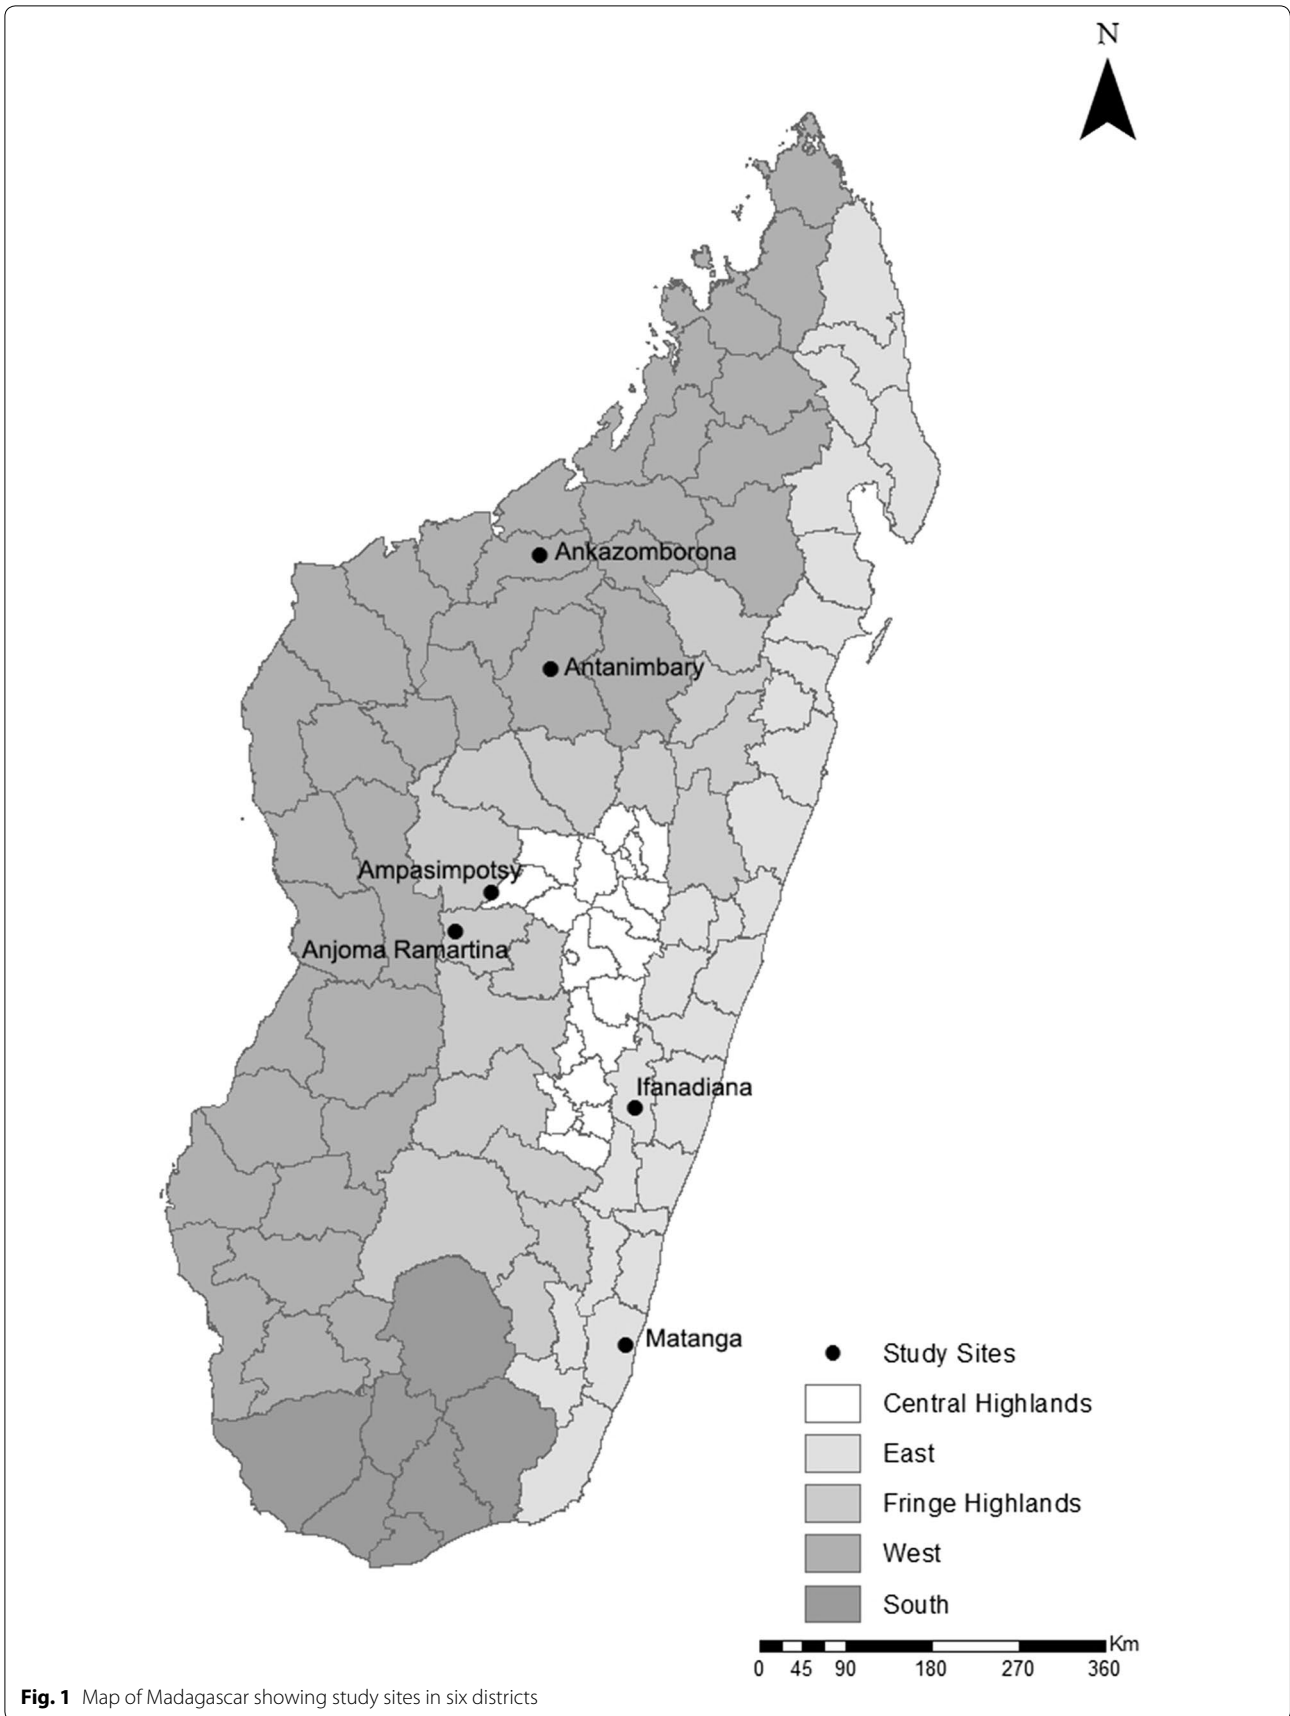 N
Ankazomborona
Antanimbary
Ampasimpotsy
Anjoma Ramartina
Ifanadiana
Matanga
Study Sites
Central Highlands
East
Fringe Highlands
West
South
Km
0 45 90 180 270 360
Fig. 1 Map of Madagascar showing study sites in six districts